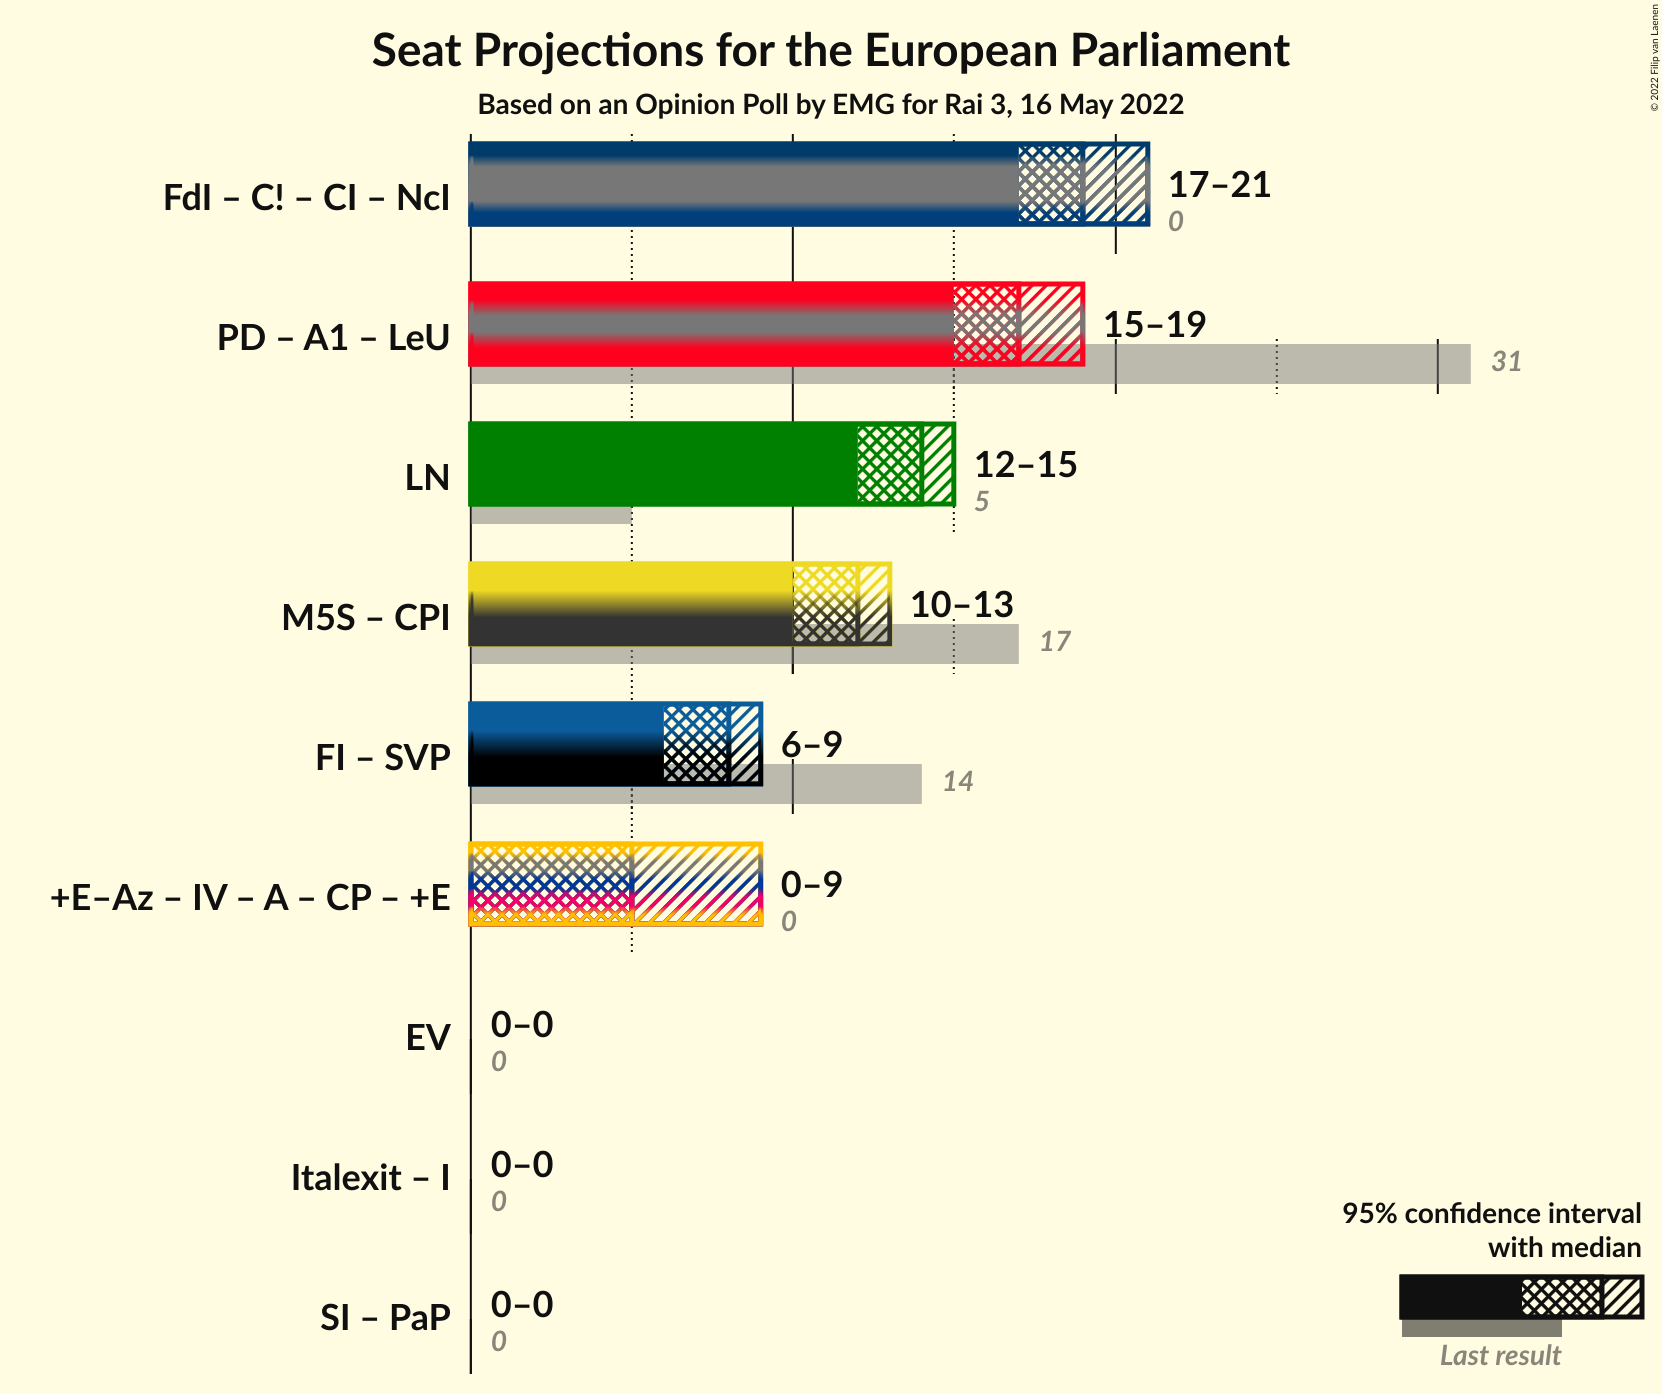 Seat Projections for the European Parliament
Based on an Opinion Poll by EMG for Rai 3, 16 May 2022
© 2022 Filip van Laenen
FdI – C! – CI – NcI
17–21
0
PD – A1 – LeU
15–19
31
LN
12–15
5
M5S – CPI
10–13
17
FI – SVP
6–9
14
+E–Az – IV – A – CP – +E
0–9
0
EV
0–0
0
Italexit – I
0–0
0
SI – PaP
0–0
0
95% confidence interval
with median
Last result